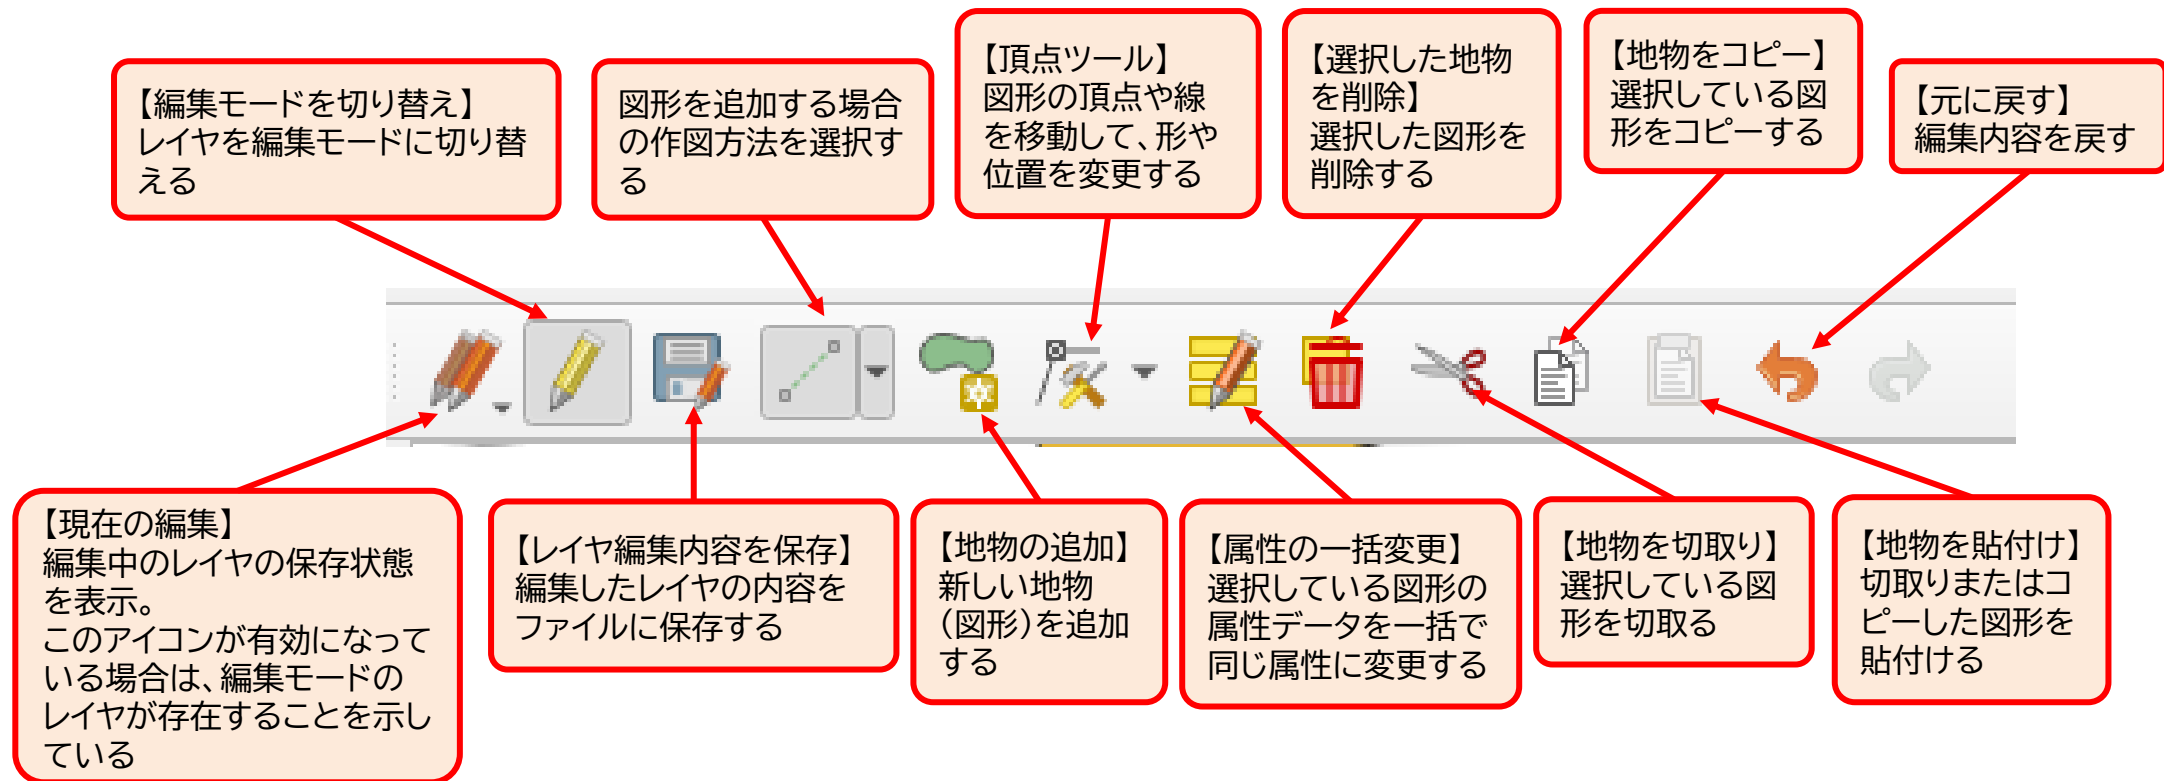 【編集モードを切り替え】
レイヤを編集モードに切り替
える
図形を追加する場合
の作図方法を選択す
る
【頂点ツール】
図形の頂点や線
を移動して、形や
位置を変更する
【選択した地物
を削除】
選択した図形を
削除する
【地物をコピー】
選択している図
形をコピーする
【元に戻す】
編集内容を戻す
【現在の編集】
編集中のレイヤの保存状態
を表示。
このアイコンが有効になって
いる場合は、編集モードの
レイヤが存在することを示し
ている
【レイヤ編集内容を保存】
編集したレイヤの内容を
ファイルに保存する
【地物の追加】
新しい地物
（図形）を追加
する
【属性の一括変更】
選択している図形の
属性データを一括で
同じ属性に変更する
【地物を切取り】
選択している図
形を切取る
【地物を貼付け】
切取りまたはコ
ピーした図形を
貼付ける